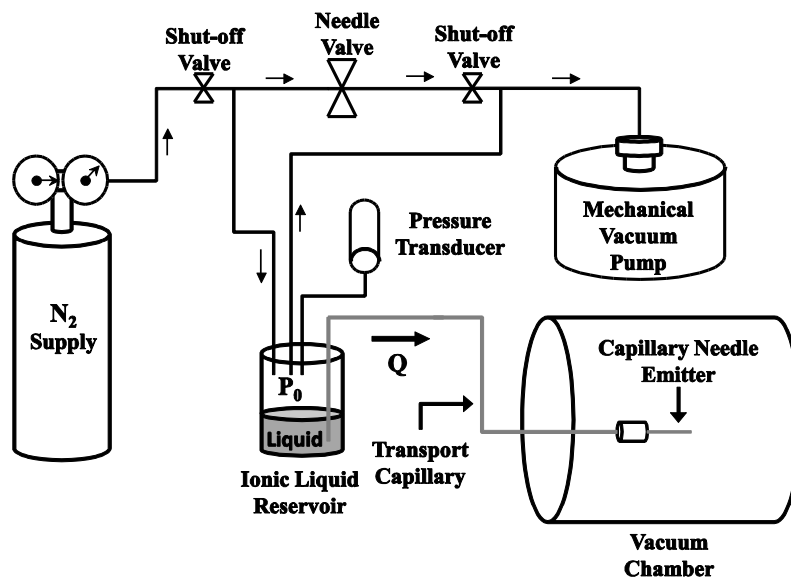 Shut-off
Valve
Needle
Valve
Shut-off
Valve
Mechanical
Vacuum
Pump
Pressure
Transducer
N₂
Supply
P₀
Liquid
Q
Ionic Liquid
Reservoir
Transport
Capillary
Capillary Needle
Emitter
Vacuum
Chamber